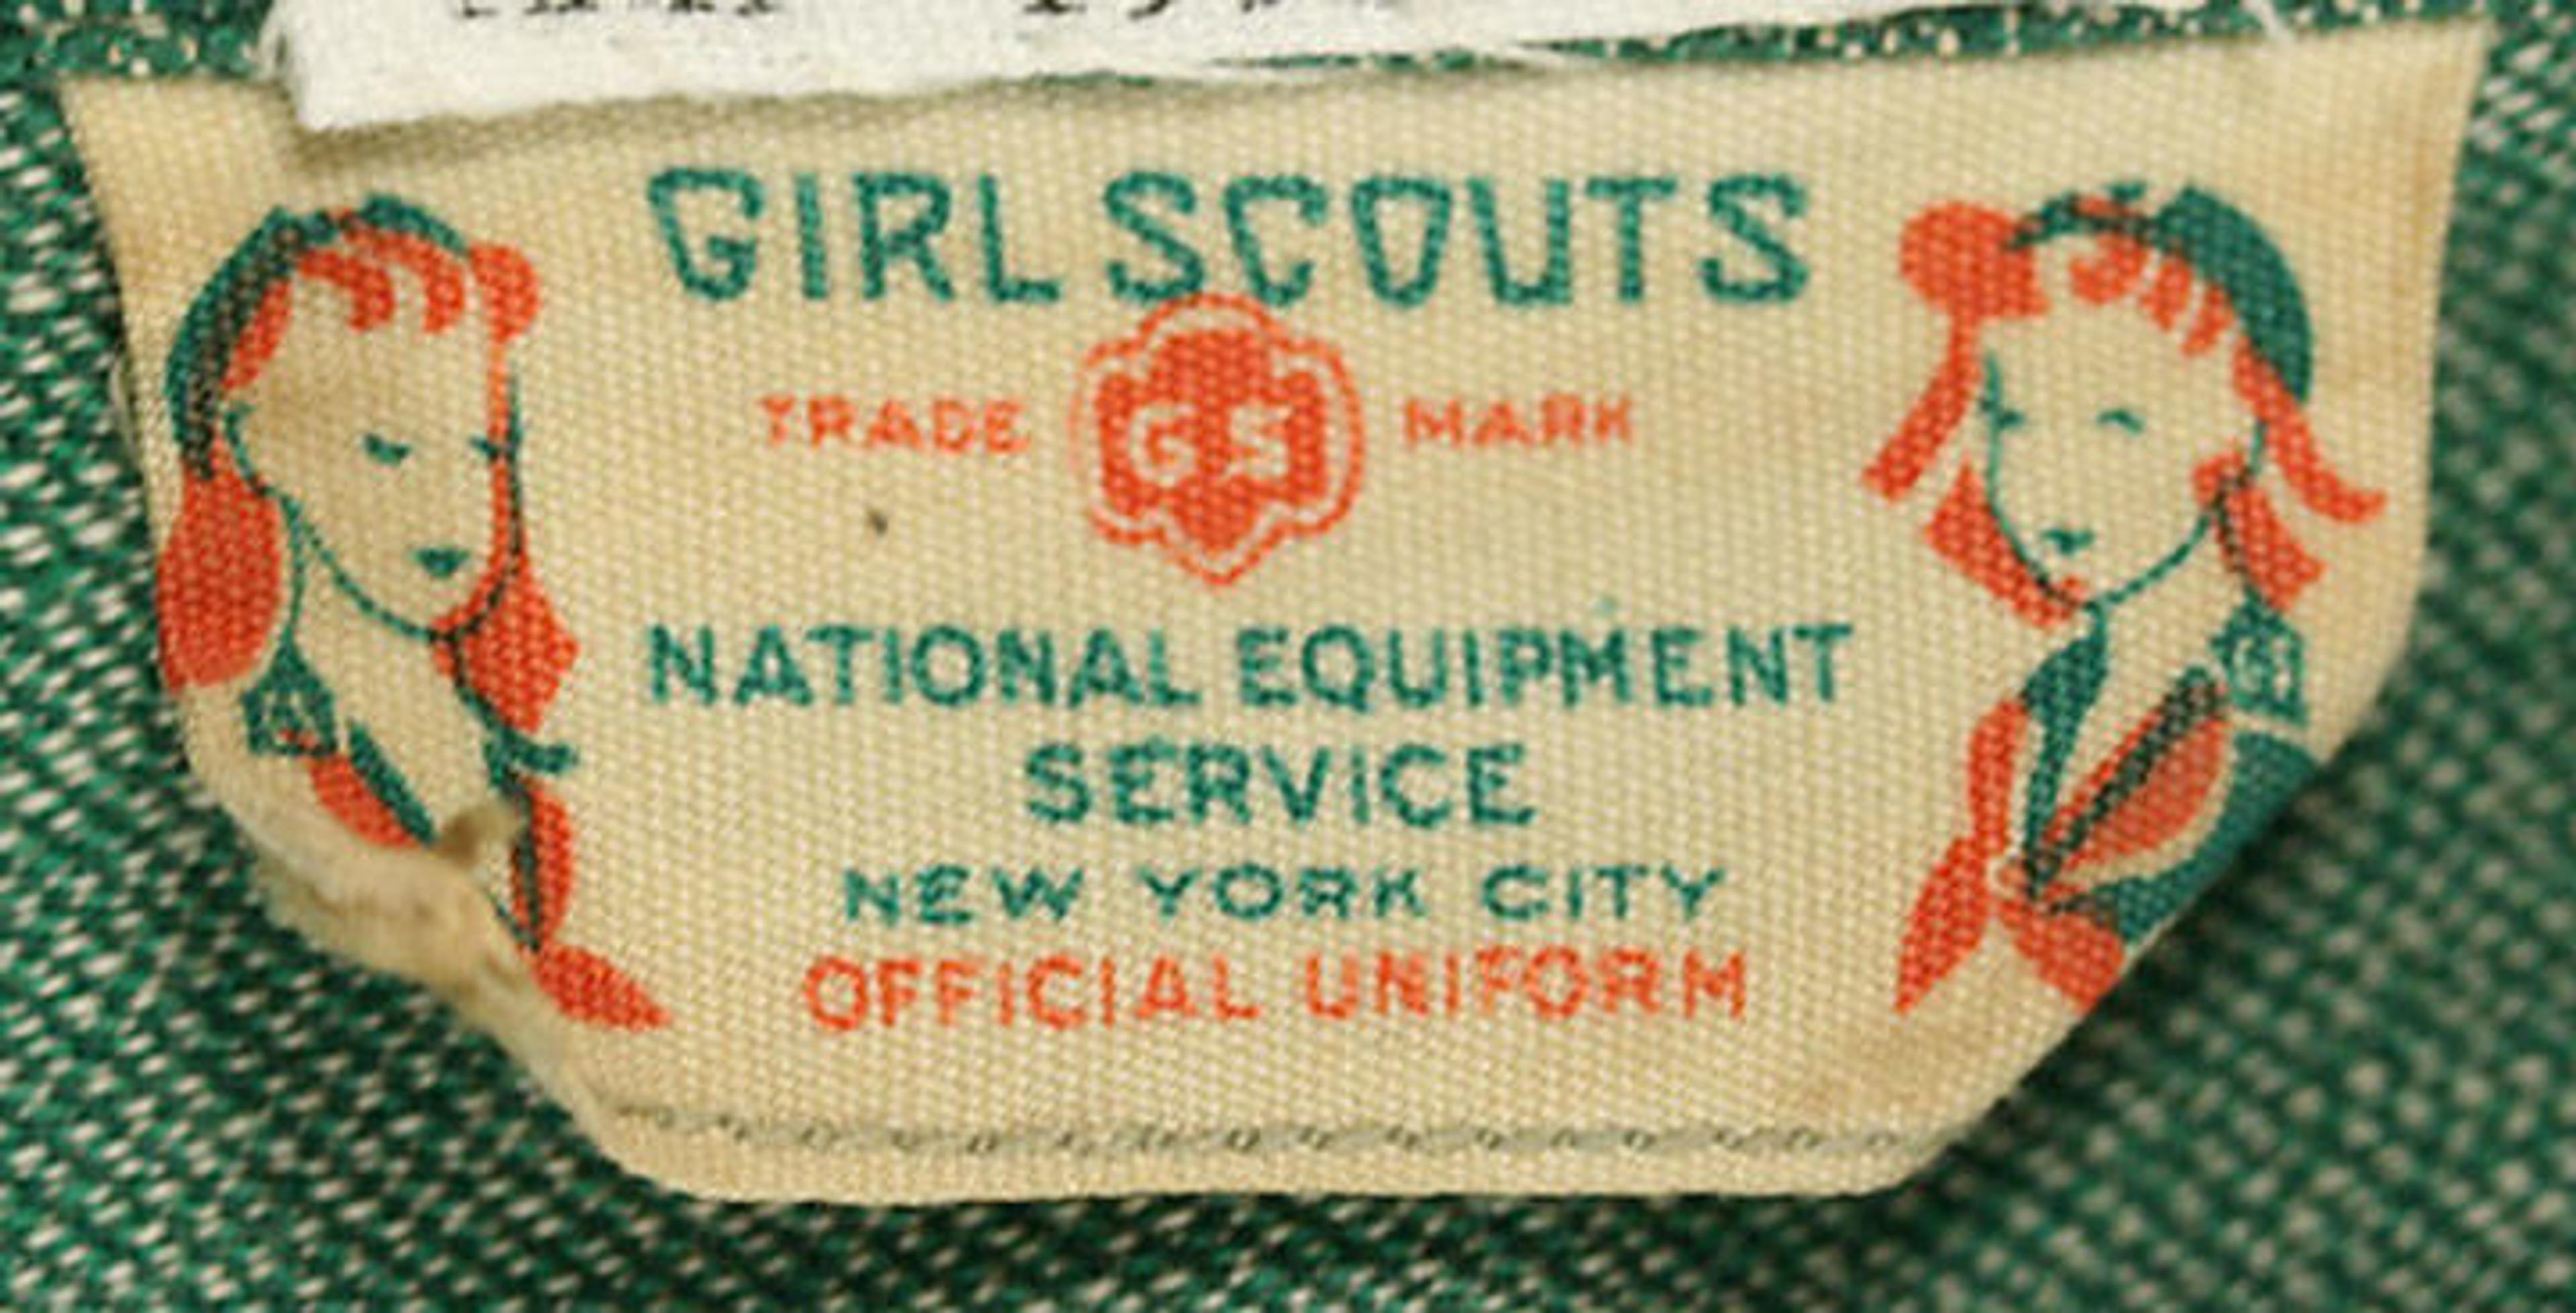 GIRL SCOUTS
TRADE GS MARK
NATIONAL EQUIPMENT
SERVICE
NEW YORK CITY
OFFICIAL UNIFORM